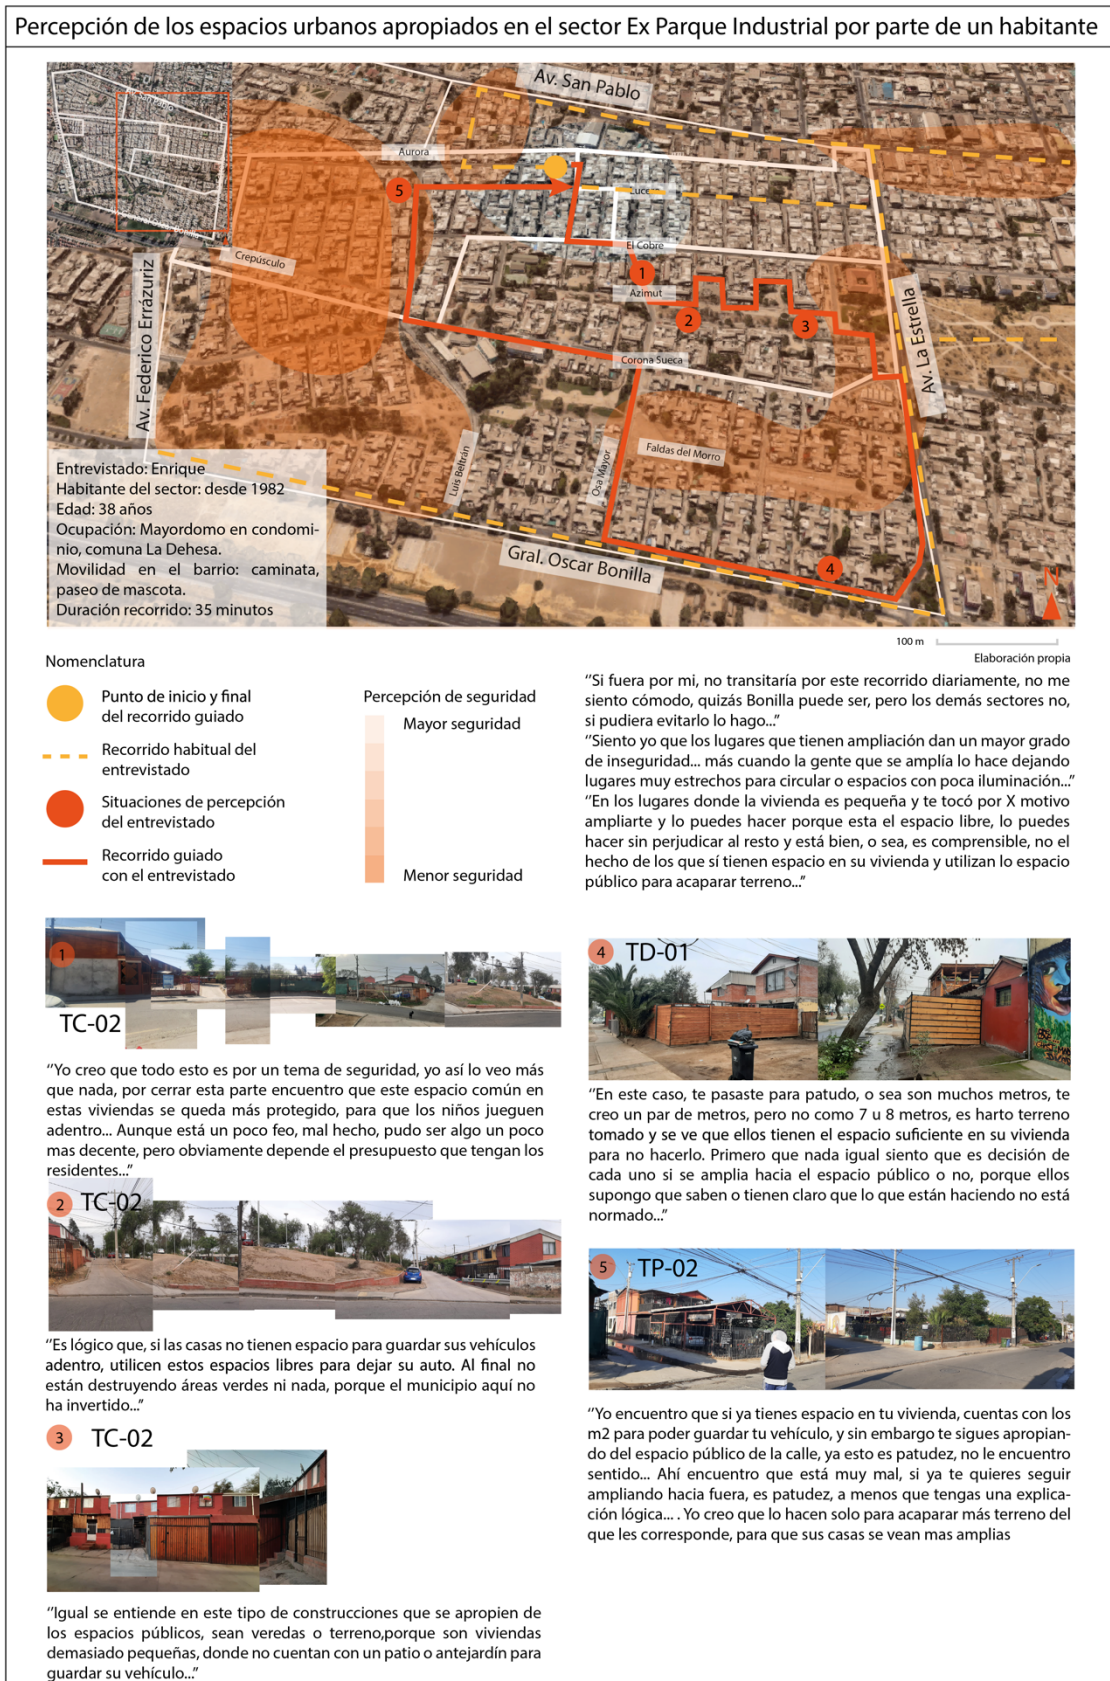 Percepción de los espacios urbanos apropiados en el sector Ex Parque Industrial por parte de un habitante
Av. San Pablo
Aurora
5
El Cobre
Crepúsculo
1
Azimut
2
3
Av. Federico Errázuriz
Av. La Estrella
Corona Sueca
Luis Beltrán
Osa Mayor
Faldas del Morro
Entrevistado: Enrique
Habitante del sector: desde 1982
Edad: 38 años
Ocupación: Mayordomo en condomi-
nio, comuna La Dehesa.
Movilidad en el barrio: caminata,
paseo de mascota.
Duración recorrido: 35 minutos
Gral. Oscar Bonilla
4
N
100 m
Elaboración propia
Nomenclatura
Punto de inicio y final
del recorrido guiado
Recorrido habitual del
entrevistado
Situaciones de percepción
del entrevistado
Recorrido guiado
con el entrevistado
Percepción de seguridad
Mayor seguridad
Menor seguridad
“Si fuera por mi, no transitaría por este recorrido diariamente, no me
siento cómodo, quizás Bonilla puede ser, pero los demás sectores no,
si pudiera evitarlo lo hago...”
“Siento yo que los lugares que tienen ampliación dan un mayor grado
de inseguridad... más cuando la gente que se amplía lo hace dejando
lugares muy estrechos para circular o espacios con poca iluminación...”
“En los lugares donde la vivienda es pequeña y te tocó por X motivo
ampliarte y lo puedes hacer porque esta el espacio libre, lo puedes
hacer sin perjudicar al resto y está bien, o sea, es comprensible, no el
hecho de los que sí tienen espacio en su vivienda y utilizan lo espacio
público para acaparar terreno...”
1
TC-02
“Yo creo que todo esto es por un tema de seguridad, yo así lo veo más
que nada, por cerrar esta parte encuentro que este espacio común en
estas viviendas se queda más protegido, para que los niños jueguen
adentro... Aunque está un poco feo, mal hecho, pudo ser algo un poco
mas decente, pero obviamente depende el presupuesto que tengan los
residentes...”
2 TC-02
“Es lógico que, si las casas no tienen espacio para guardar sus vehículos
adentro, utilicen estos espacios libres para dejar su auto. Al final no
están destruyendo áreas verdes ni nada, porque el municipio aquí no
ha invertido...”
3 TC-02
“Igual se entiende en este tipo de construcciones que se apropien de
los espacios públicos, sean veredas o terreno,porque son viviendas
demasiado pequeñas, donde no cuentan con un patio o antejardín para
guardar su vehículo...”
4 TD-01
“En este caso, te pasaste para patudo, o sea son muchos metros, te
creo un par de metros, pero no como 7 u 8 metros, es harto terreno
tomado y se ve que ellos tienen el espacio suficiente en su vivienda
para no hacerlo. Primero que nada igual siento que es decisión de
cada uno si se amplia hacia el espacio público o no, porque ellos
supongo que saben o tienen claro que lo que están haciendo no está
normado...”
5 TP-02
“Yo encuentro que si ya tienes espacio en tu vivienda, cuentas con los
m2 para poder guardar tu vehículo, y sin embargo te sigues apropian-
do del espacio público de la calle, ya esto es patudez, no le encuentro
sentido... Ahí encuentro que está muy mal, si ya te quieres seguir
ampliando hacia fuera, es patudez, a menos que tengas una explica-
ción lógica... . Yo creo que lo hacen solo para acaparar más terreno del
que les corresponde, para que sus casas se vean mas amplias